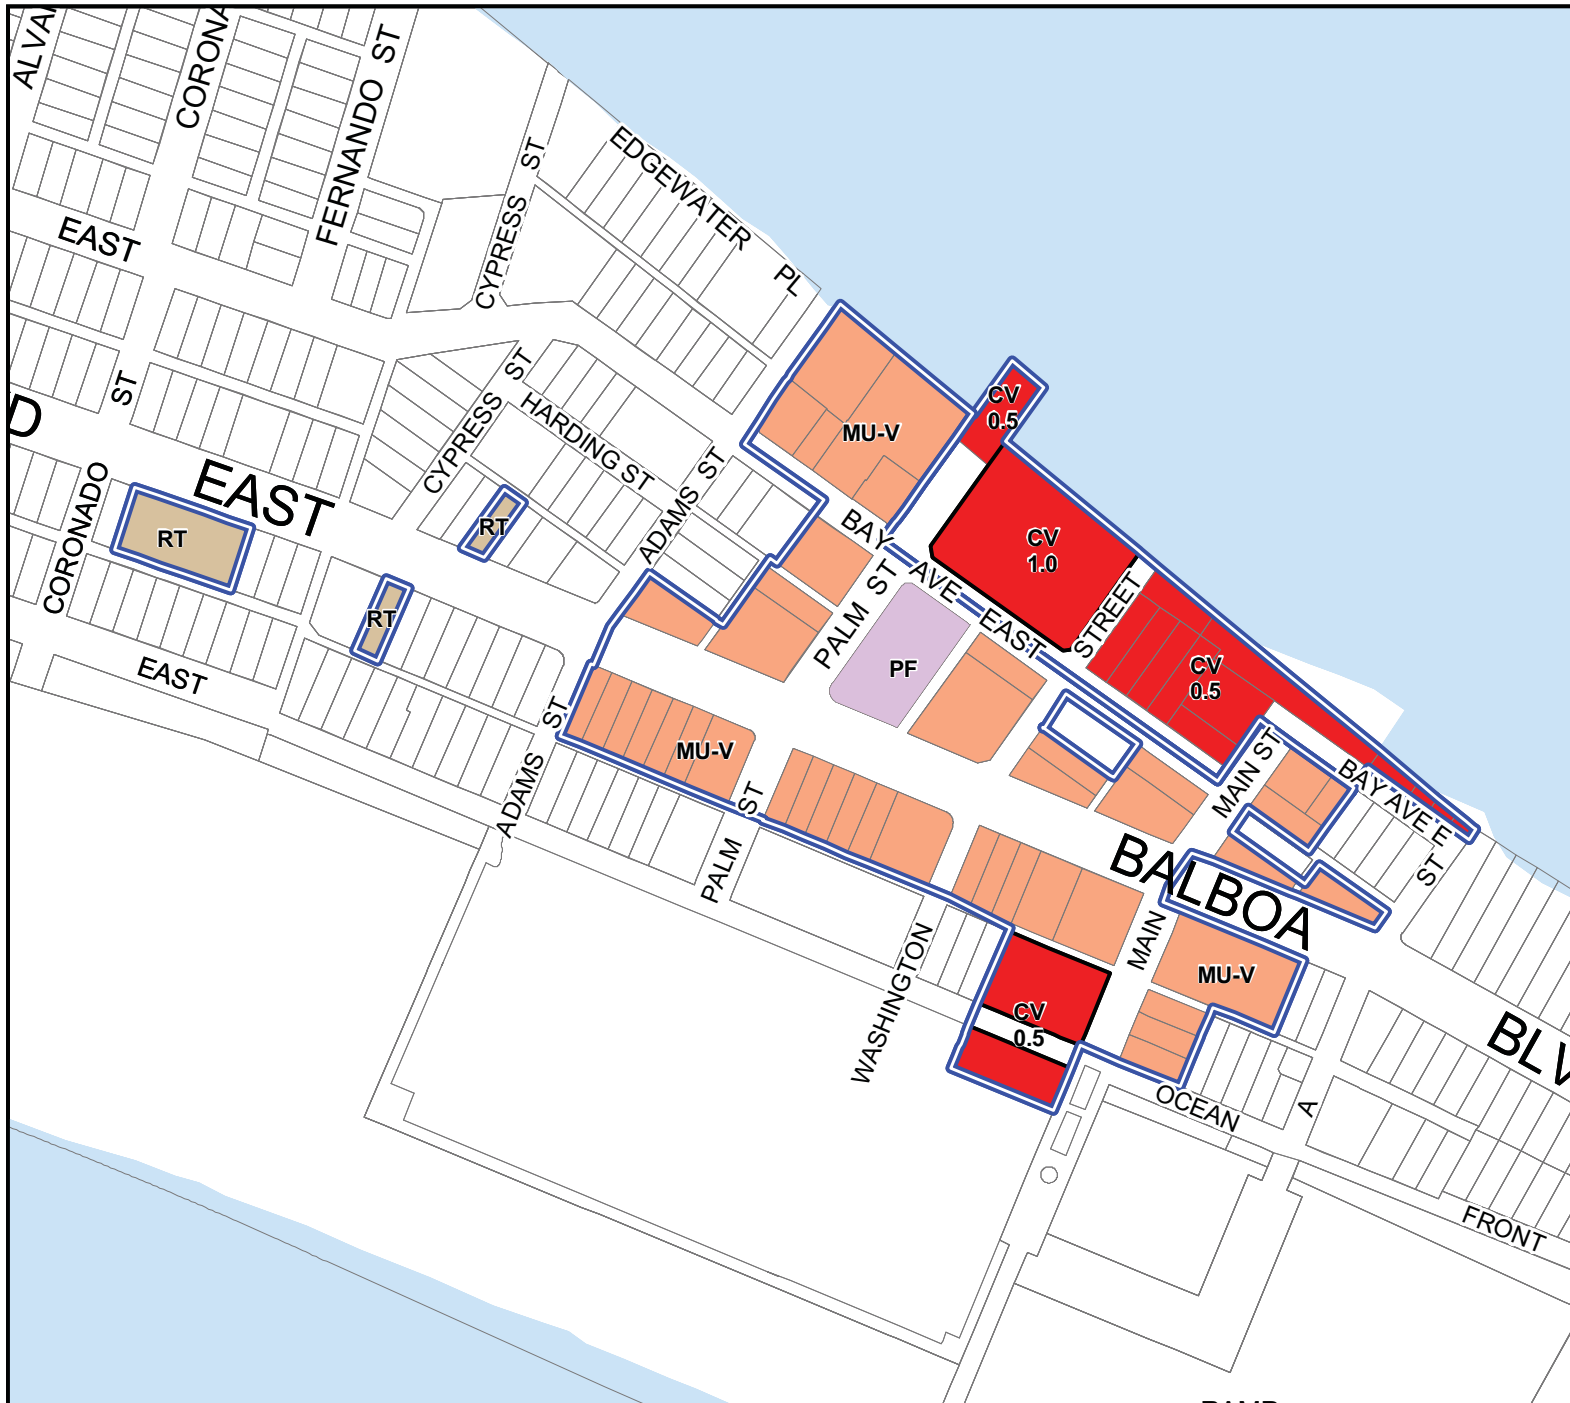 CORONA
ST
FERNANDO
ST
CYPRESS
EDGEWATER
PL
EAST
ST
ST
CYPRESS
HARDING ST
ST
ADAMS
EAST
CORONADO
RT
RT
RT
EAST
MU-V
CV
0.5
CV
1.0
BAY
AVE
EAST
STREET
ST
PALM
PF
CV
0.5
MAIN ST
BAY AVE E
ST
MU-V
ST
ADAMS
ST
PALM
WASHINGTON
BALBOA
MAIN
MU-V
CV
0.5
OCEAN
A
FRONT